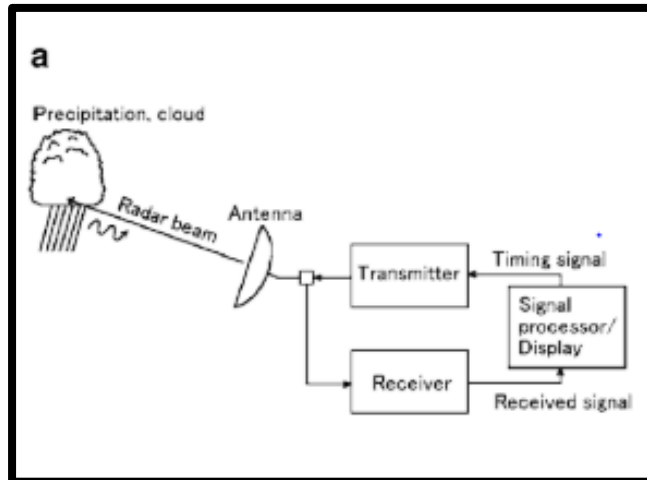 a
Precipitation, cloud
Radar beam
Antenna
Transmitter
Timing signal
Signal
processor/
Display
Receiver
Received signal